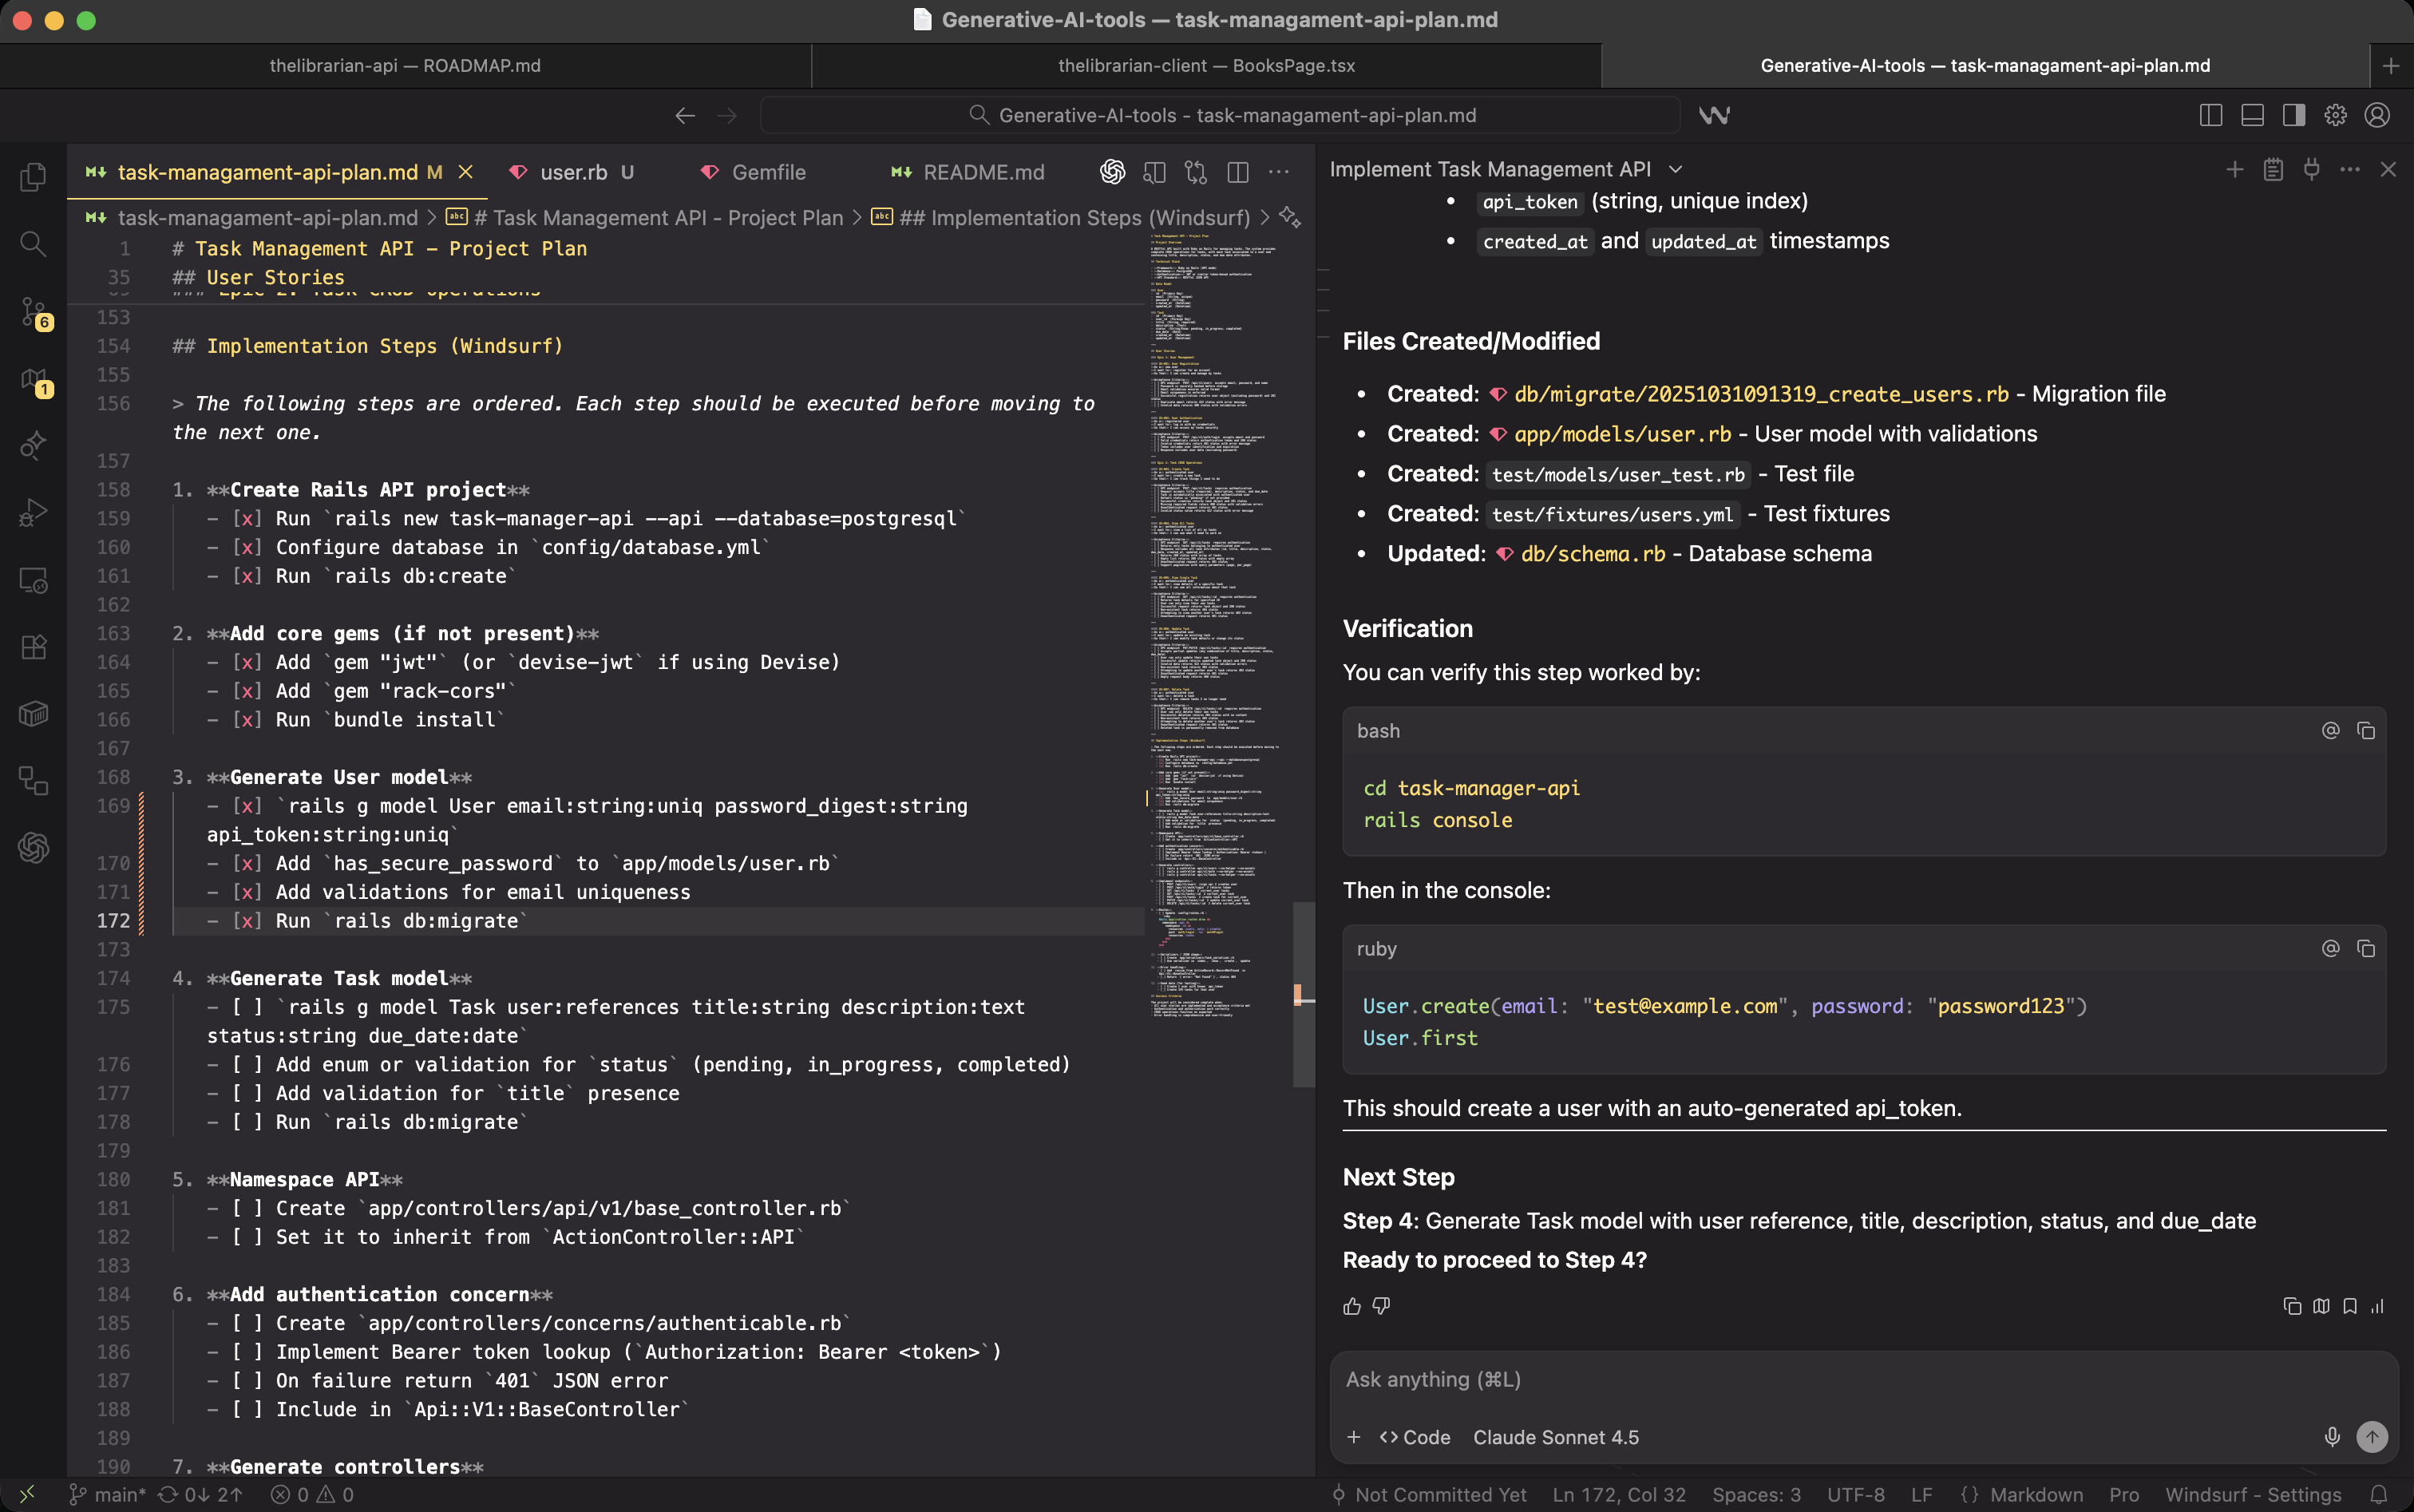 Generative-AI-tools — task-managament-api-plan.md
thelibrarian-api — ROADMAP.md
thelibrarian-client — BooksPage.tsx
Generative-AI-tools — task-managament-api-plan.md
Generative-AI-tools - task-managament-api-plan.md
task-managament-api-plan.md M
user.rb U
Gemfile
README.md
task-managament-api-plan.md > # Task Management API - Project Plan > ## Implementation Steps (Windsurf) >
6
1
1 # Task Management API - Project Plan
35 ## User Stories
153
154 ## Implementation Steps (Windsurf)
155
156 > The following steps are ordered. Each step should be executed before moving to
the next one.
157
158 1. **Create Rails API project**
159 - [x] Run `rails new task-manager-api --api --database=postgresql`
160 - [x] Configure database in `config/database.yml`
161 - [x] Run `rails db:create`
162
163 2. **Add core gems (if not present)**
164 - [x] Add `gem "jwt"` (or `devise-jwt` if using Devise)
165 - [x] Add `gem "rack-cors"`
166 - [x] Run `bundle install`
167
168 3. **Generate User model**
169 - [x] `rails g model User email:string:uniq password_digest:string
api_token:string:uniq`
170 - [x] Add `has_secure_password` to `app/models/user.rb`
171 - [x] Add validations for email uniqueness
172 - [x] Run `rails db:migrate`
173
174 4. **Generate Task model**
175 - [ ] `rails g model Task user:references title:string description:text
status:string due_date:date`
176 - [ ] Add enum or validation for `status` (pending, in_progress, completed)
177 - [ ] Add validation for `title` presence
178 - [ ] Run `rails db:migrate`
179
180 5. **Namespace API**
181 - [ ] Create `app/controllers/api/v1/base_controller.rb`
182 - [ ] Set it to inherit from `ActionController::API`
183
184 6. **Add authentication concern**
185 - [ ] Create `app/controllers/concerns/authenticable.rb`
186 - [ ] Implement Bearer token lookup (`Authorization: Bearer <token>`)
187 - [ ] On failure return `401` JSON error
188 - [ ] Include in `Api::V1::BaseController`
189
190 7. **Generate controllers**
Implement Task Management API
• api_token (string, unique index)
• created_at and updated_at timestamps
Files Created/Modified
• Created: db/migrate/20251031091319_create_users.rb - Migration file
• Created: app/models/user.rb - User model with validations
• Created: test/models/user_test.rb - Test file
• Created: test/fixtures/users.yml - Test fixtures
• Updated: db/schema.rb - Database schema
Verification
You can verify this step worked by:
bash
cd task-manager-api
rails console
Then in the console:
ruby
User.create(email: "test@example.com", password: "password123")
User.first
This should create a user with an auto-generated api_token.
Next Step
Step 4: Generate Task model with user reference, title, description, status, and due_date
Ready to proceed to Step 4?
Ask anything (⌘L)
+ <> Code Claude Sonnet 4.5
main* 0↓ 2↑ 0 0
Not Committed Yet Ln 172, Col 32 Spaces: 3 UTF-8 LF {} Markdown Pro Windsurf - Settings